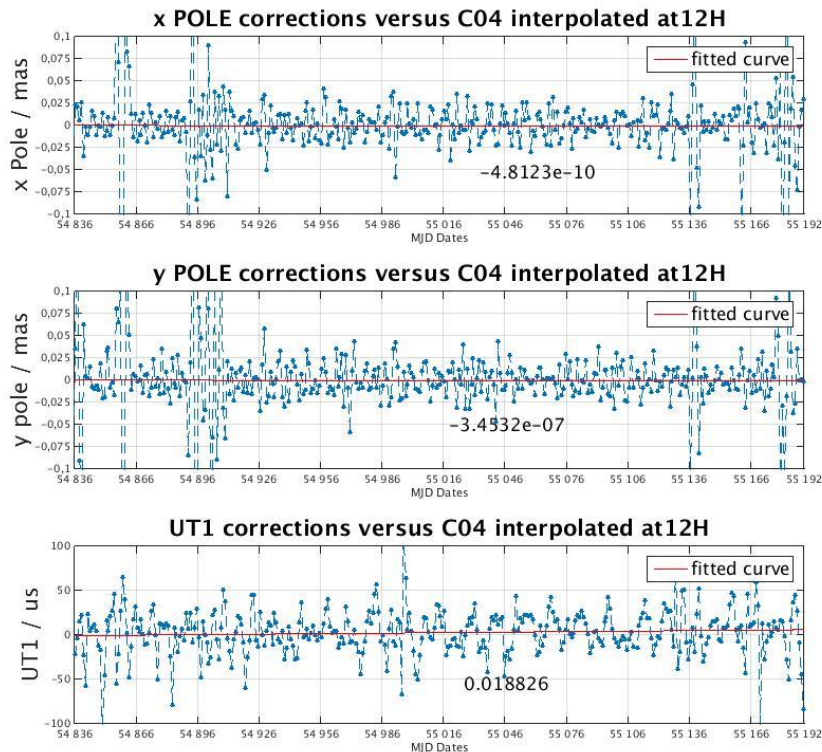 x POLE corrections versus C04 interpolated at12H
x Pole / mas
0,1
0,075
0,05
0,025
0
-0,025
-0,05
-0,075
-0,1
fitted curve
-4.8123e-10
54 836 54 866 54 896 54 926 54 956 54 986 55 016 55 046 55 076 55 106 55 136 55 166 55 192
MJD Dates
y POLE corrections versus C04 interpolated at12H
y pole / mas
0,1
0,075
0,05
0,025
0
-0,025
-0,05
-0,075
-0,1
fitted curve
-3.4532e-07
54 836 54 866 54 896 54 926 54 956 54 986 55 016 55 046 55 076 55 106 55 136 55 166 55 192
MJD Dates
UT1 corrections versus C04 interpolated at12H
UT1 / us
100
50
0
-50
-100
fitted curve
0.018826
54 836 54 866 54 896 54 926 54 956 54 986 55 016 55 046 55 076 55 106 55 136 55 166 55 192
MJD Dates